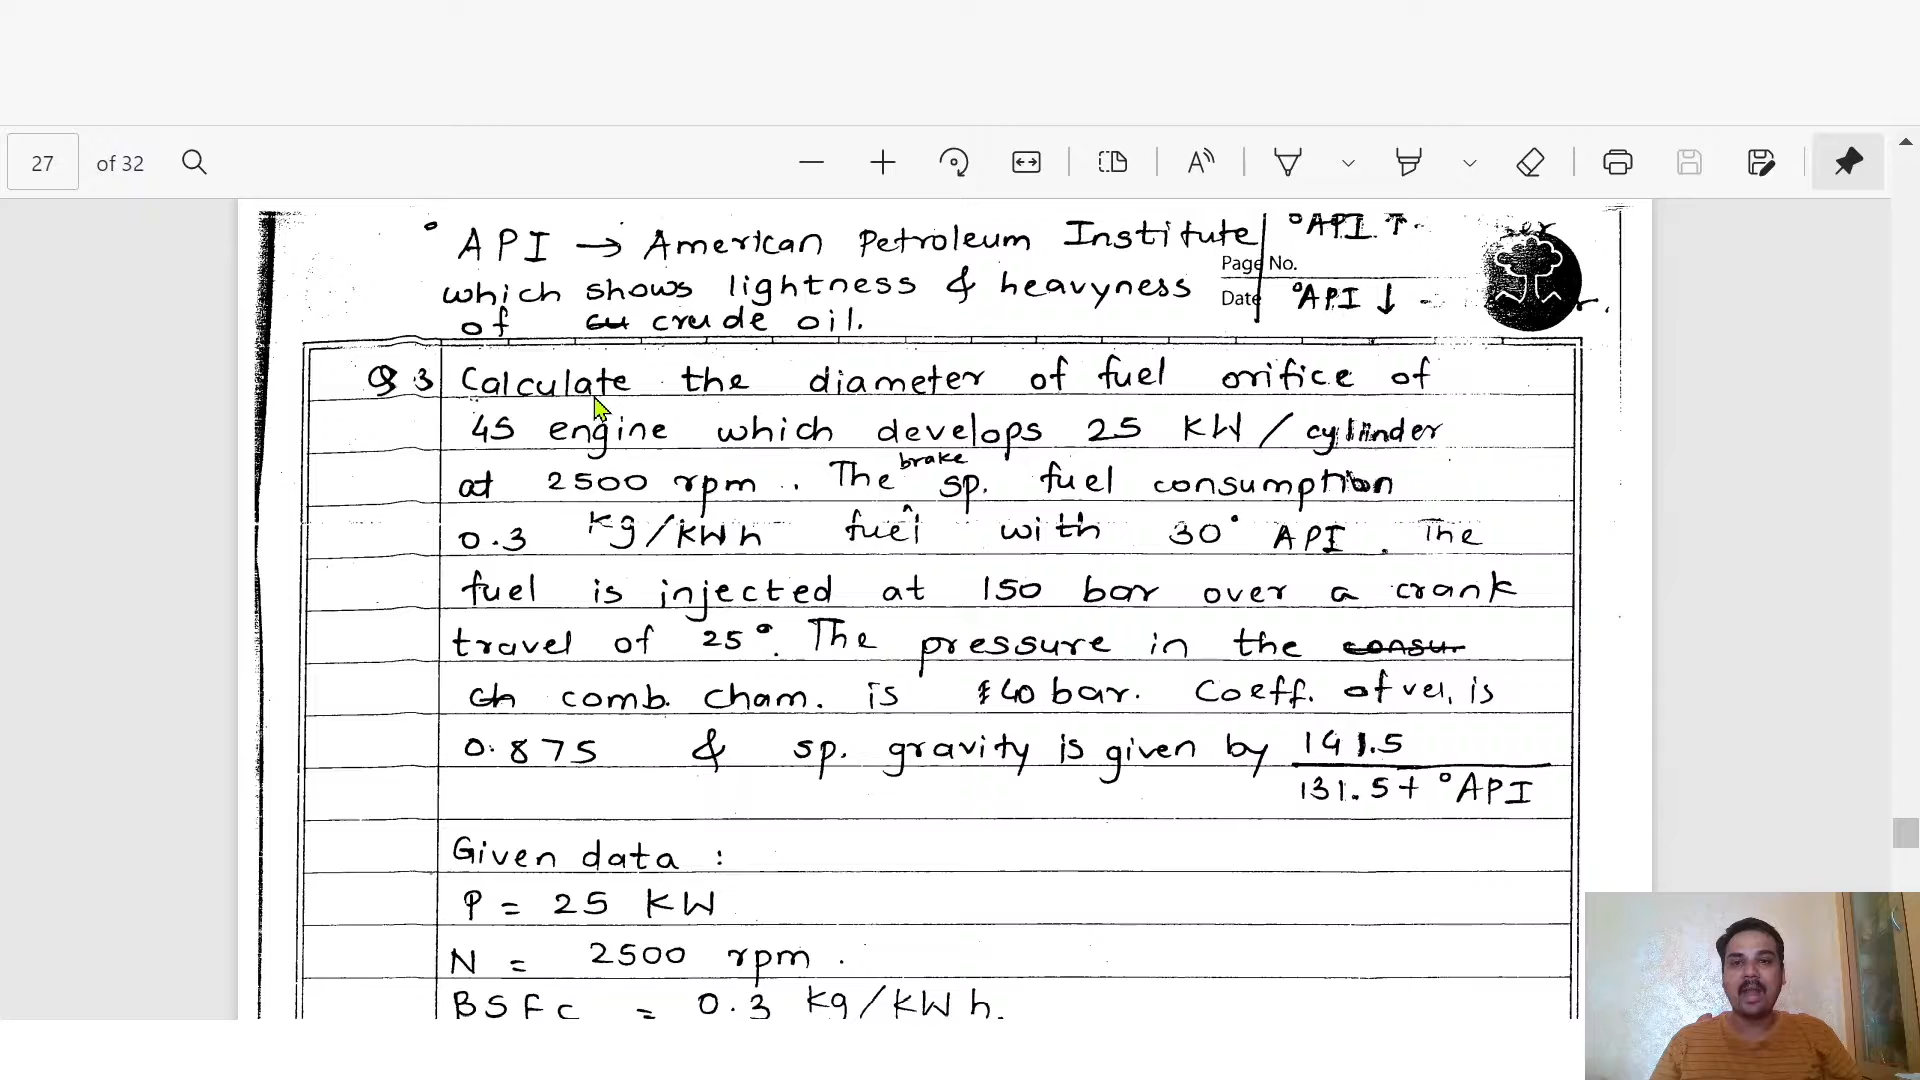 27 of 32
° API → American Petroleum Institute
°API ↑
Page No.
which shows lightness & heavyness
Date
°API ↓
of cu crude oil.
Q 3 Calculate the diameter of fuel orifice of
4S engine which develops 25 KW / cylinder
at 2500 rpm. The brake sp. fuel consumption
0.3 kg/kWh fuel with 30° API. The
fuel is injected at 150 bar over a crank
travel of 25°. The pressure in the consu.
ch comb. cham. is 40 bar. Coeff. of vel. is
0.875 & sp. gravity is given by 141.5
131.5 + °API
Given data :
P = 25 KW
N = 2500 rpm.
BSFC = 0.3 kg/kWh.